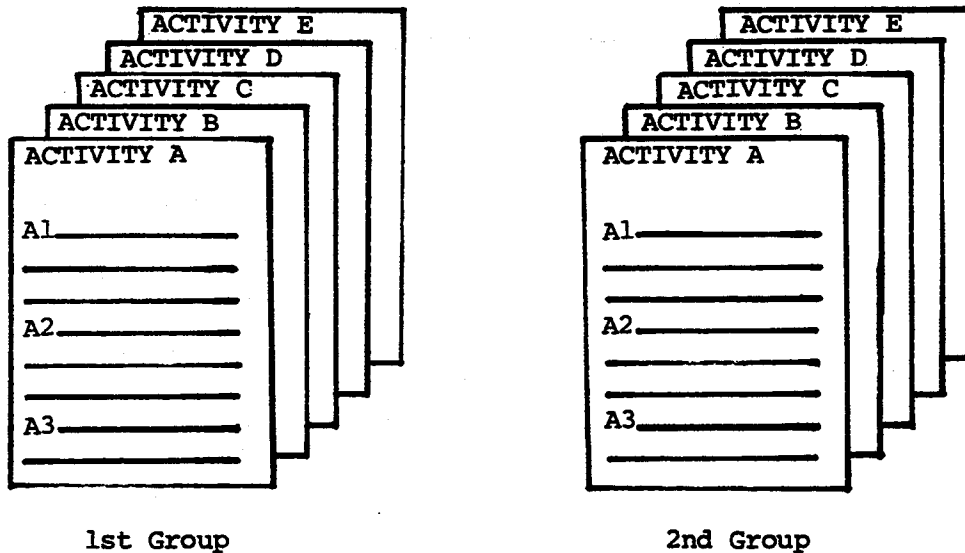 ACTIVITY E
ACTIVITY D
ACTIVITY C
ACTIVITY B
ACTIVITY A
A1
A2
A3
1st Group
ACTIVITY E
ACTIVITY D
ACTIVITY C
ACTIVITY B
ACTIVITY A
A1
A2
A3
2nd Group